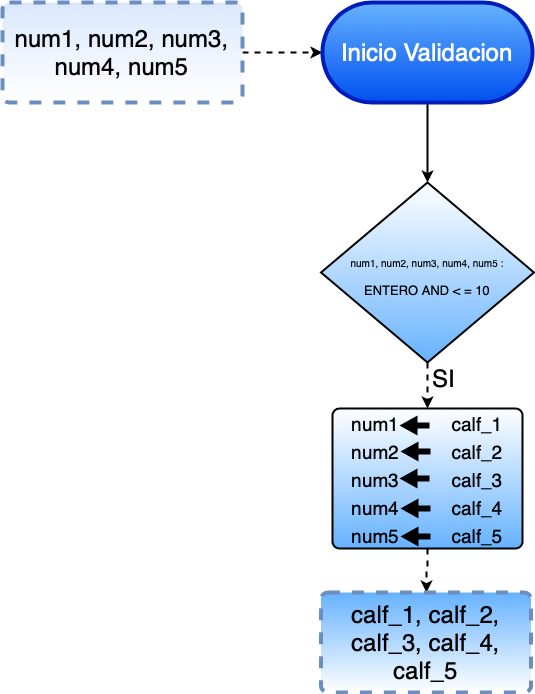 num1, num2, num3,
num4, num5
Inicio Validacion
num1, num2, num3, num4, num5 :
ENTERO AND < = 10
SI
num1 calf_1
num2 calf_2
num3 calf_3
num4 calf_4
num5 calf_5
calf_1, calf_2,
calf_3, calf_4,
calf_5